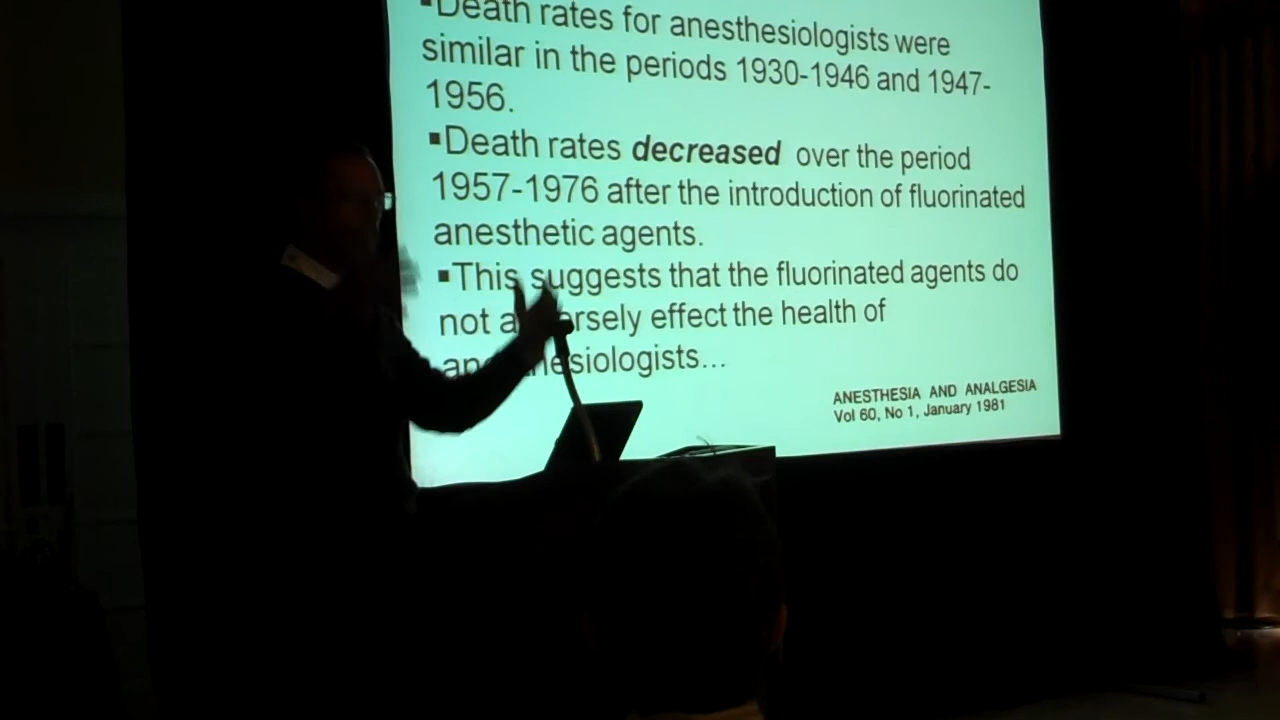 ▪Death rates for anesthesiologists were
similar in the periods 1930-1946 and 1947-
1956.
▪Death rates decreased over the period
1957-1976 after the introduction of fluorinated
anesthetic agents.
▪This suggests that the fluorinated agents do
not a ersely effect the health of
an hesiologists...
ANESTHESIA AND ANALGESIA
Vol 60, No 1, January 1981